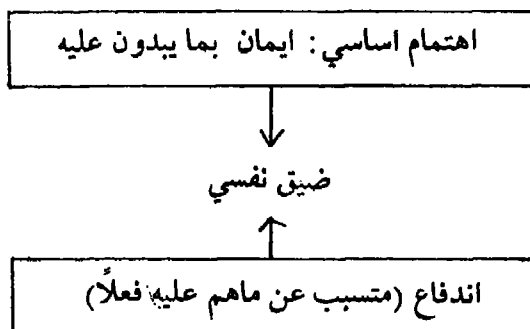 اهتمام اساسي: ايمان بما يبدون عليه
ضيق نفسي
اندفاع (متسبب عن ماهم عليه فعلاً)